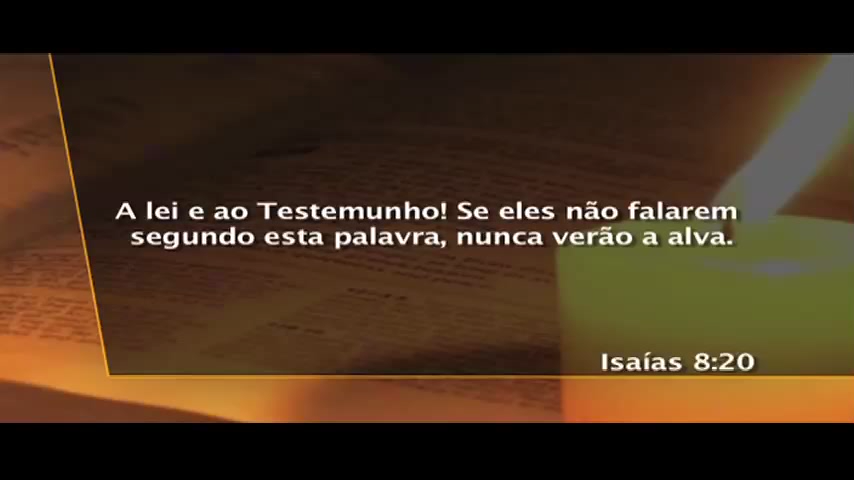 A lei e ao Testemunho! Se eles não falarem
segundo esta palavra, nunca verão a alva.
Isaías 8:20